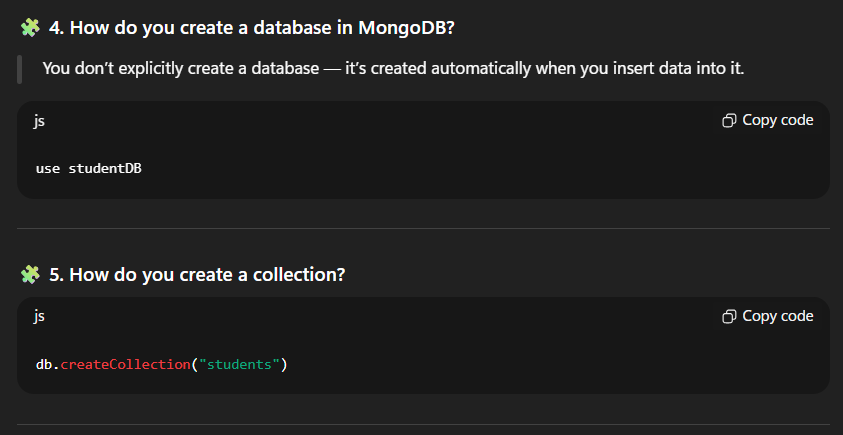 🧩 4. How do you create a database in MongoDB?
You don’t explicitly create a database — it’s created automatically when you insert data into it.
js Copy code
use studentDB
🧩 5. How do you create a collection?
js Copy code
db.createCollection("students")